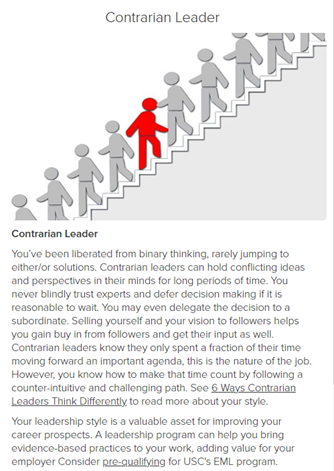 Contrarian Leader
Contrarian Leader
You've been liberated from binary thinking, rarely jumping to
either/or solutions. Contrarian leaders can hold conflicting ideas
and perspectives in their minds for long periods of time. You
never blindly trust experts and defer decision making if it is
reasonable to wait. You may even delegate the decision to a
subordinate. Selling yourself and your vision to followers helps
you gain buy in from followers and get their input as well.
Contrarian leaders know they only spent a fraction of their time
moving forward an important agenda, this is the nature of the job.
However, you know how to make that time count by following a
counter-intuitive and challenging path. See 6 Ways Contrarian
Leaders Think Differently to read more about your style.
Your leadership style is a valuable asset for improving your
career prospects. A leadership program can help you bring
evidence-based practices to your work, adding value for your
employer Consider pre-qualifying for USC's EML program.